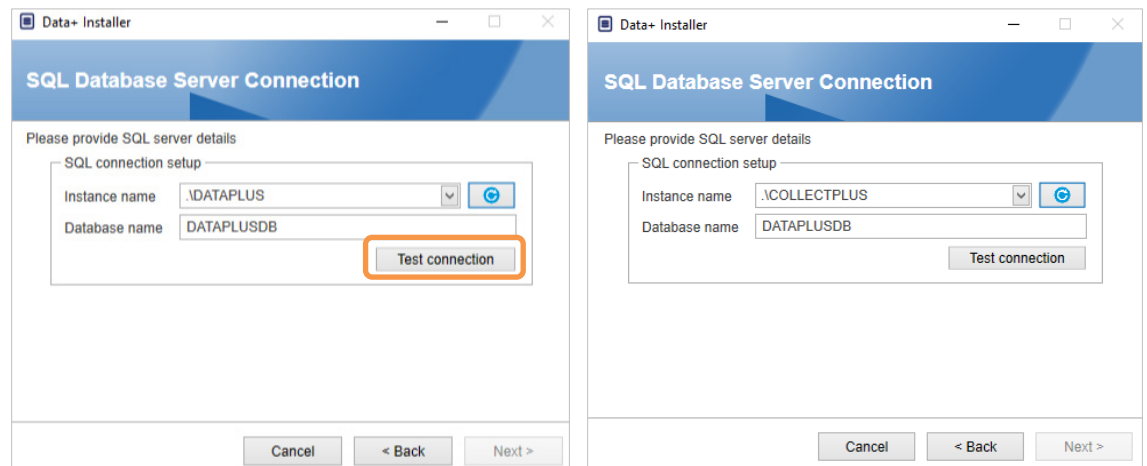 Data+ Installer
SQL Database Server Connection
Please provide SQL server details
SQL connection setup
Instance name .\DATAPLUS
Database name DATAPLUSDB
Test connection
Cancel < Back Next >
Data+ Installer
SQL Database Server Connection
Please provide SQL server details
SQL connection setup
Instance name .\COLLECTPLUS
Database name DATAPLUSDB
Test connection
Cancel < Back Next >